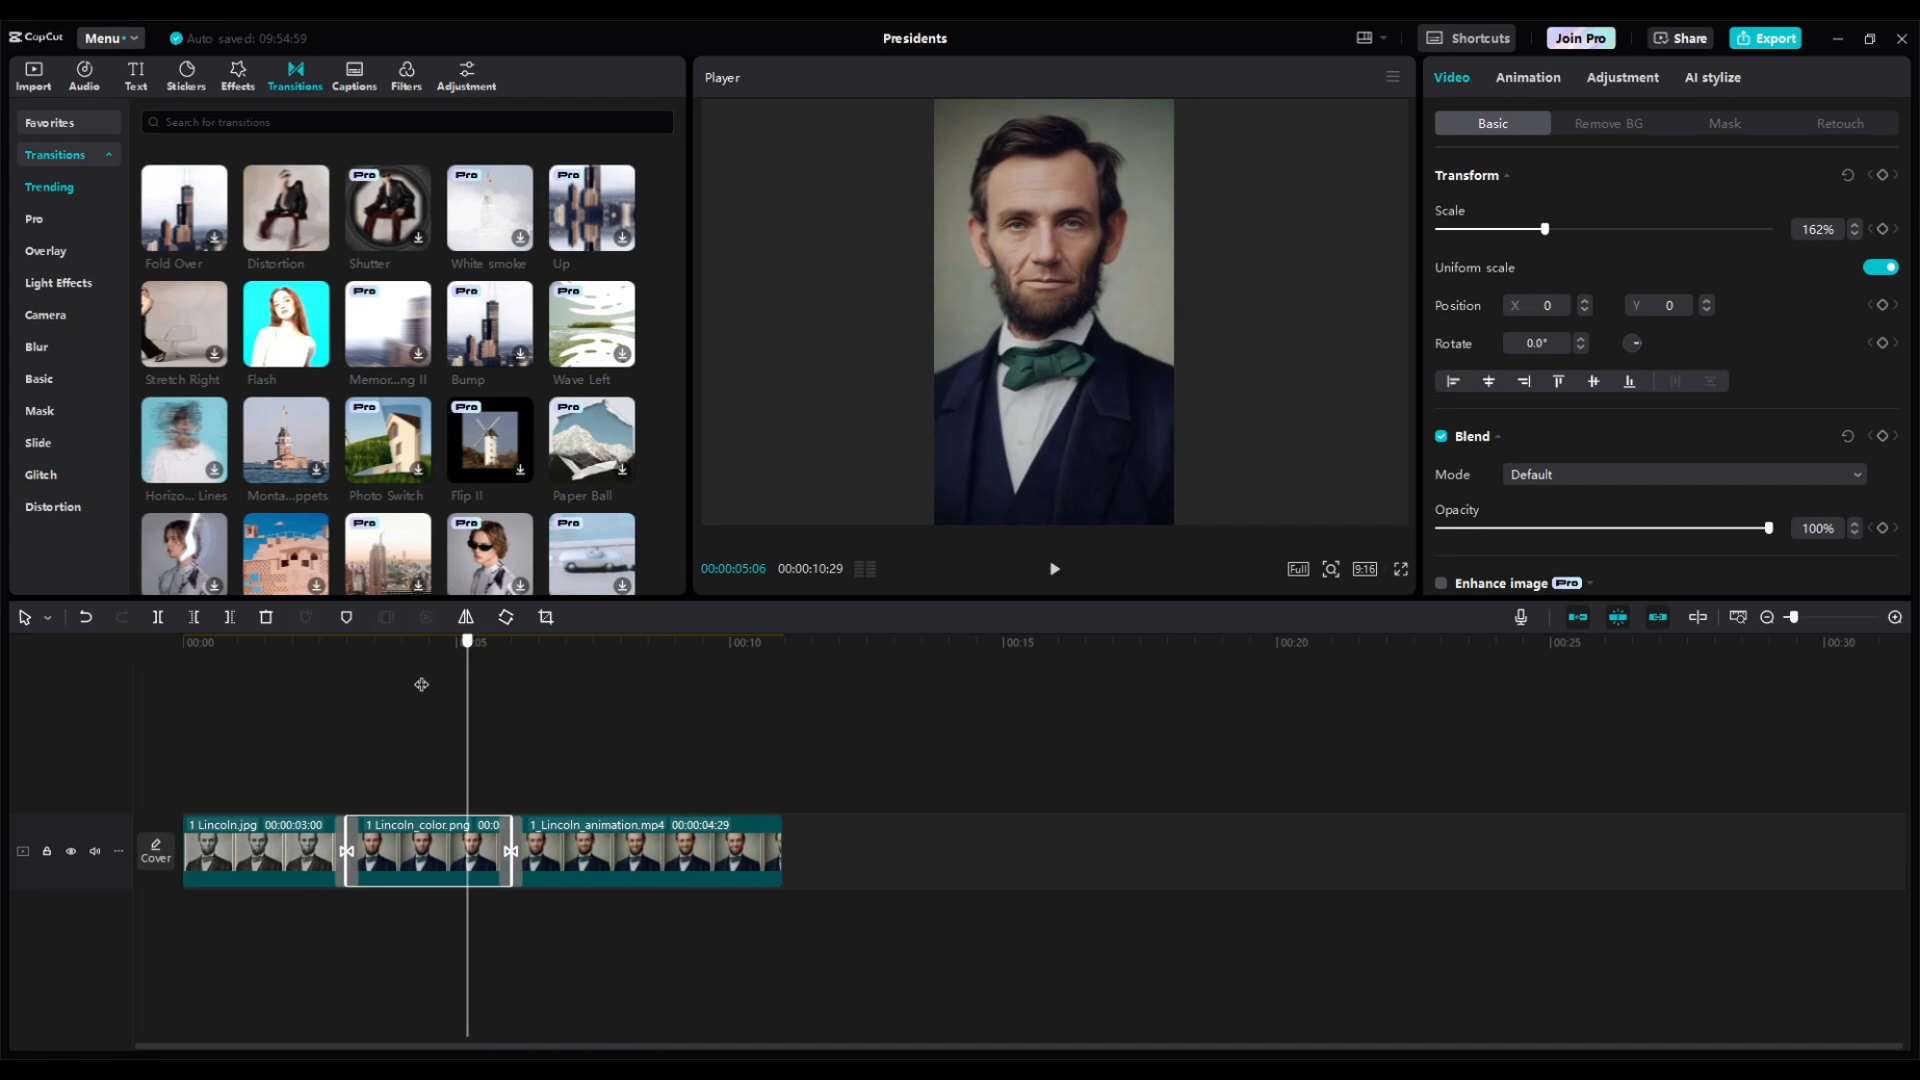 CapCut Menu Auto saved: 09:54:59 Presidents Shortcuts Join Pro Share Export
Import Audio Text Stickers Effects Transitions Captions Filters Adjustment
Favorites
Transitions
Trending
Pro
Overlay
Light Effects
Camera
Blur
Basic
Mask
Slide
Glitch
Distortion
Search for transitions
Pro Pro Pro
Fold Over Distortion Shutter White smoke Up
Pro Pro Pro
Stretch Right Flash Memor...ng II Bump Wave Left
Pro Pro Pro
Horizo... Lines Monta...ppets Photo Switch Flip II Paper Ball
Pro Pro Pro
Player
00:00:05:06 00:00:10:29 Full 9:16
Video Animation Adjustment AI stylize
Basic Remove BG Mask Retouch
Transform
Scale
162%
Uniform scale
Position X 0 Y 0
Rotate 0.0°
Blend
Mode Default
Opacity
100%
Enhance image Pro
00:00 05 00:10 00:15 00:20 00:25 00:30
Cover
1 Lincoln.jpg 00:00:03:00 1 Lincoln_color.png 00:0 1_Lincoln_animation.mp4 00:00:04:29